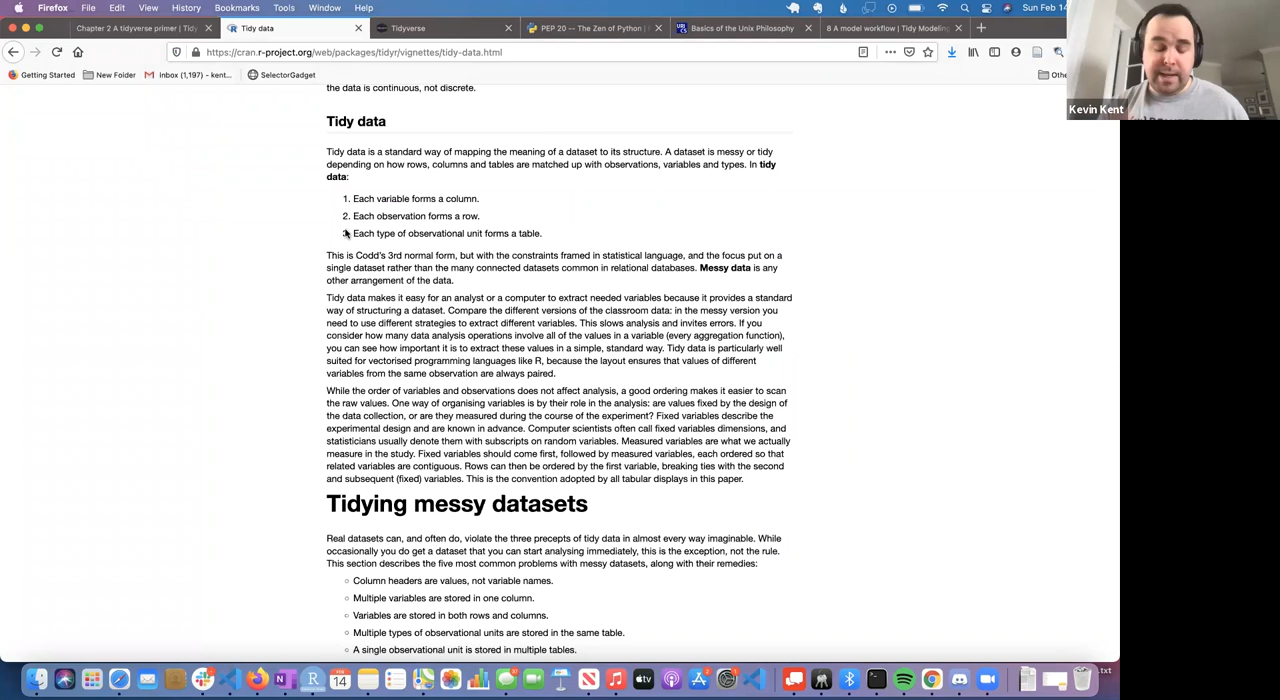 Firefox File Edit View History Bookmarks Tools Window Help Sun Feb 14
Chapter 2 A tidyverse primer | Tid Tidy data Tidyverse PEP 20 -- The Zen of Python | Basics of the Unix Philosophy 8 A model workflow | Tidy Modeling
https://cran.r-project.org/web/packages/tidyr/vignettes/tidy-data.html
Getting Started New Folder Inbox (1,197) - kent... SelectorGadget
Kevin Kent
the data is continuous, not discrete.
Tidy data
Tidy data is a standard way of mapping the meaning of a dataset to its structure. A dataset is messy or tidy
depending on how rows, columns and tables are matched up with observations, variables and types. In tidy
data:
1. Each variable forms a column.
2. Each observation forms a row.
Each type of observational unit forms a table.
This is Codd's 3rd normal form, but with the constraints framed in statistical language, and the focus put on a
single dataset rather than the many connected datasets common in relational databases. Messy data is any
other arrangement of the data.
Tidy data makes it easy for an analyst or a computer to extract needed variables because it provides a standard
way of structuring a dataset. Compare the different versions of the classroom data: in the messy version you
need to use different strategies to extract different variables. This slows analysis and invites errors. If you
consider how many data analysis operations involve all of the values in a variable (every aggregation function),
you can see how important it is to extract these values in a simple, standard way. Tidy data is particularly well
suited for vectorised programming languages like R, because the layout ensures that values of different
variables from the same observation are always paired.
While the order of variables and observations does not affect analysis, a good ordering makes it easier to scan
the raw values. One way of organising variables is by their role in the analysis: are values fixed by the design of
the data collection, or are they measured during the course of the experiment? Fixed variables describe the
experimental design and are known in advance. Computer scientists often call fixed variables dimensions, and
statisticians usually denote them with subscripts on random variables. Measured variables are what we actually
measure in the study. Fixed variables should come first, followed by measured variables, each ordered so that
related variables are contiguous. Rows can then be ordered by the first variable, breaking ties with the second
and subsequent (fixed) variables. This is the convention adopted by all tabular displays in this paper.
Tidying messy datasets
Real datasets can, and often do, violate the three precepts of tidy data in almost every way imaginable. While
occasionally you do get a dataset that you can start analysing immediately, this is the exception, not the rule.
This section describes the five most common problems with messy datasets, along with their remedies:
Column headers are values, not variable names.
Multiple variables are stored in one column.
Variables are stored in both rows and columns.
Multiple types of observational units are stored in the same table.
A single observational unit is stored in multiple tables.
.txt